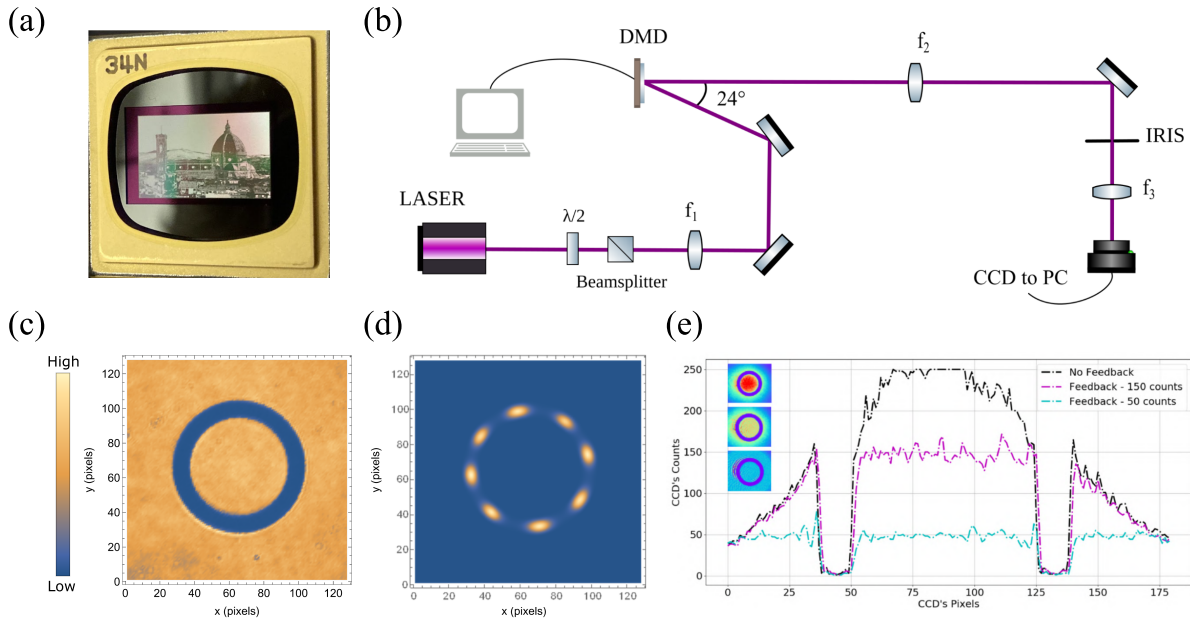 (a)
34N
(b)
DMD
24°
f2
IRIS
f3
CCD to PC
LASER
λ/2
Beamsplitter
f1
(c)
High
Low
120
100
80
60
40
20
0
y (pixels)
0 20 40 60 80 100 120
x (pixels)
(d)
120
100
80
60
40
20
0
y (pixels)
0 20 40 60 80 100 120
x (pixels)
(e)
250
200
150
100
50
0
CCD's Counts
No Feedback
Feedback - 150 counts
Feedback - 50 counts
0 25 50 75 100 125 150 175
CCD's Pixels